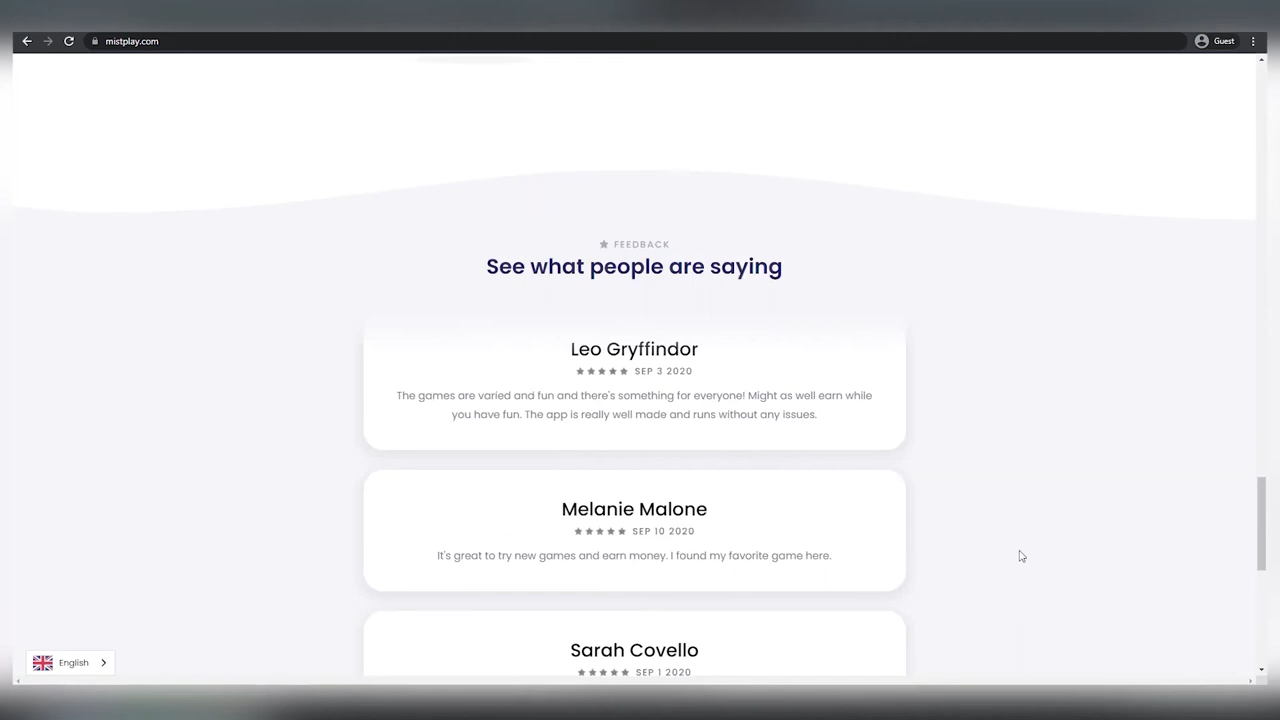 mistplay.com
Guest
FEEDBACK
See what people are saying
Leo Gryffindor
SEP 3 2020
The games are varied and fun and there's something for everyone! Might as well earn while
you have fun. The app is really well made and runs without any issues.
Melanie Malone
SEP 10 2020
It's great to try new games and earn money. I found my favorite game here.
Sarah Covello
SEP 1 2020
English